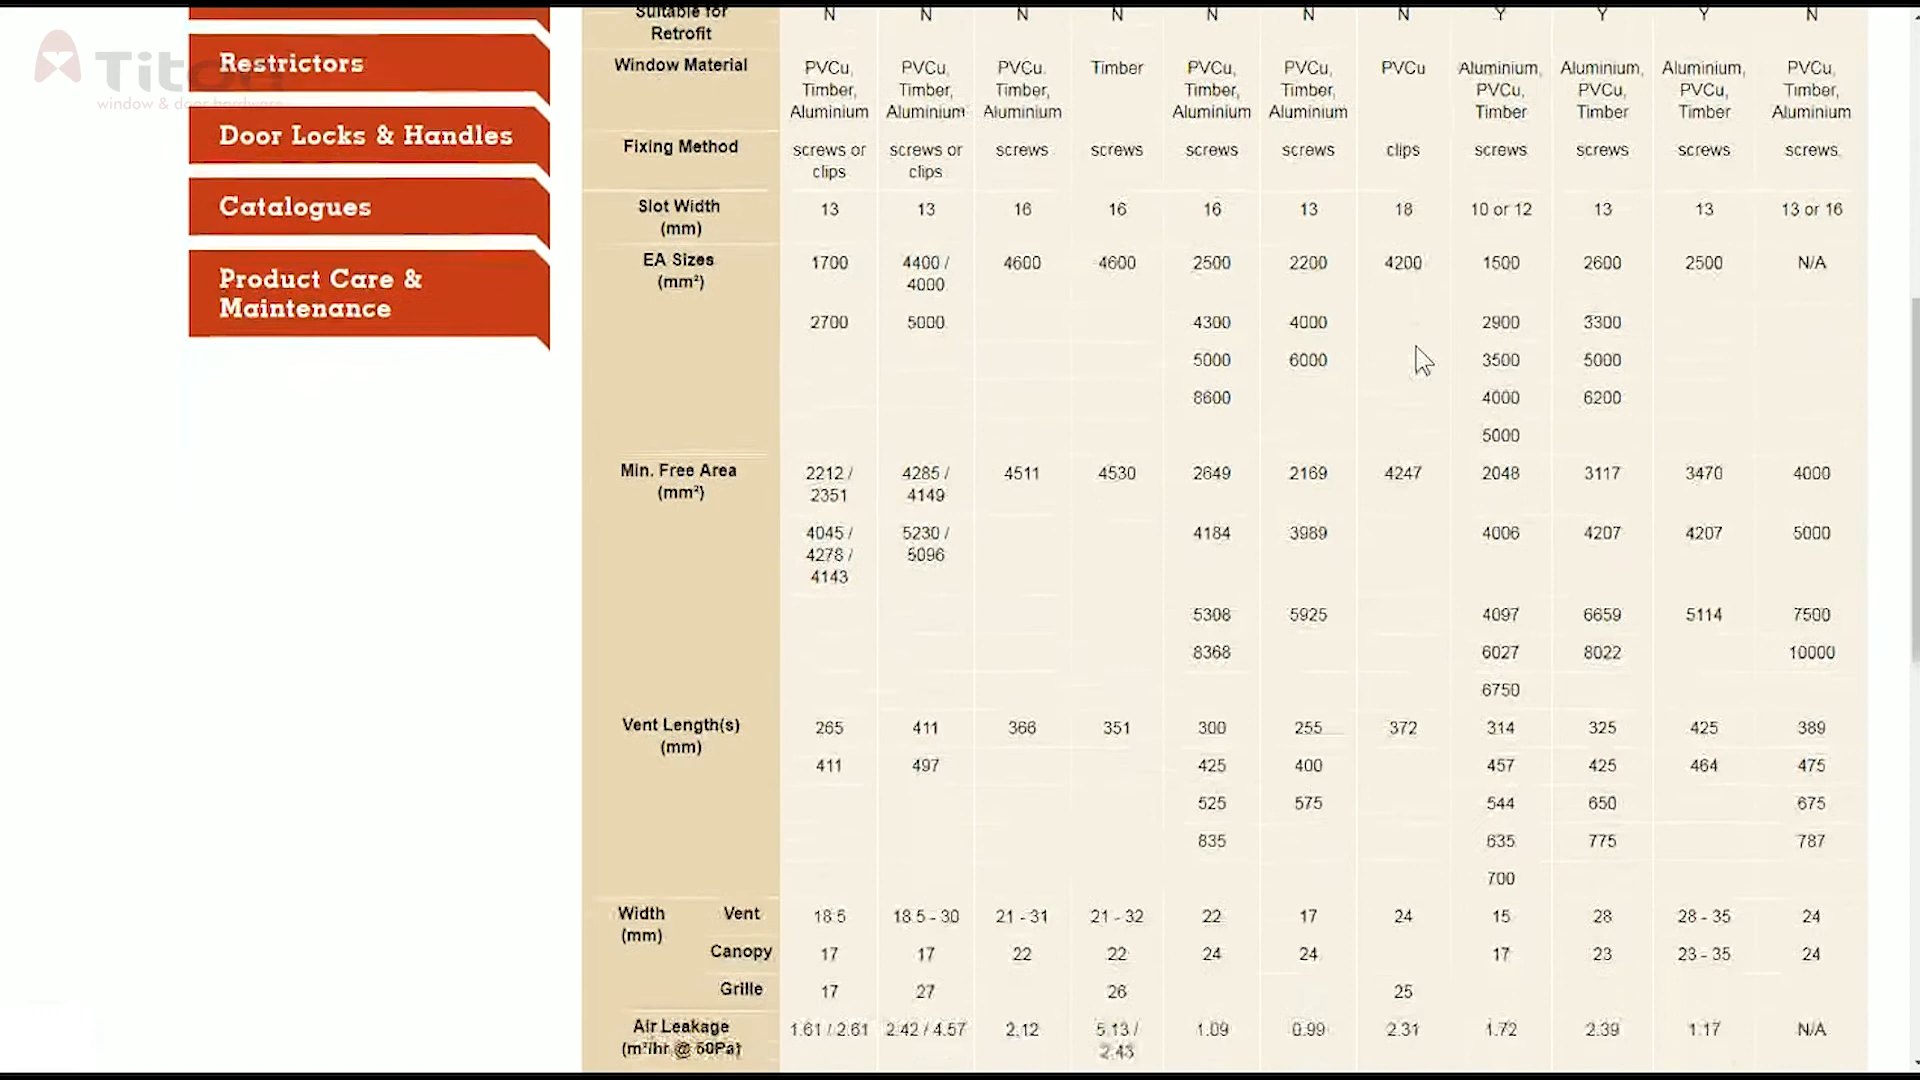 Titon
window & door hardware
Restrictors
Door Locks & Handles
Catalogues
Product Care &
Maintenance
Suitable for N N N N N N N Y Y Y N
Retrofit
Window Material PVCu, PVCu, PVCu. Timber PVCu, PVCu, PVCu Aluminium, Aluminium, Aluminium, PVCu,
Timber, Timber, Timber, Timber, Timber, PVCu, PVCu, PVCu, Timber,
Aluminium Aluminium Aluminium Aluminium Aluminium Timber Timber Timber Aluminium
Fixing Method screws or screws or screws screws screws screws clips screws screws screws screws
clips clips
Slot Width 13 13 16 16 16 13 18 10 or 12 13 13 13 or 16
(mm)
EA Sizes 1700 4400 / 4600 4600 2500 2200 4200 1500 2600 2500 N/A
(mm²) 4000
2700 5000 4300 4000 2900 3300
5000 6000 3500 5000
8600 4000 6200
5000
Min. Free Area 2212 / 4285 / 4511 4530 2649 2169 4247 2048 3117 3470 4000
(mm²) 2351 4149
4045 / 5230 / 4184 3989 4006 4207 4207 5000
4278 / 5096
4143
5308 5925 4097 6659 5114 7500
8368 6027 8022 10000
6750
Vent Length(s) 265 411 366 351 300 255 372 314 325 425 389
(mm)
411 497 425 400 457 425 464 475
525 575 544 650 675
835 635 775 787
700
Width Vent 18.5 18.5 - 30 21 - 31 21 - 32 22 17 24 15 28 28 - 35 24
(mm)
Canopy 17 17 22 22 24 24 17 23 23 - 35 24
Grille 17 27 26 25
Air Leakage 1.61 / 2.61 2.42 / 4.57 2.12 5.13 / 1.09 0.99 2.31 1.72 2.39 1.17 N/A
(m³/hr @ 50Pa) 2.43